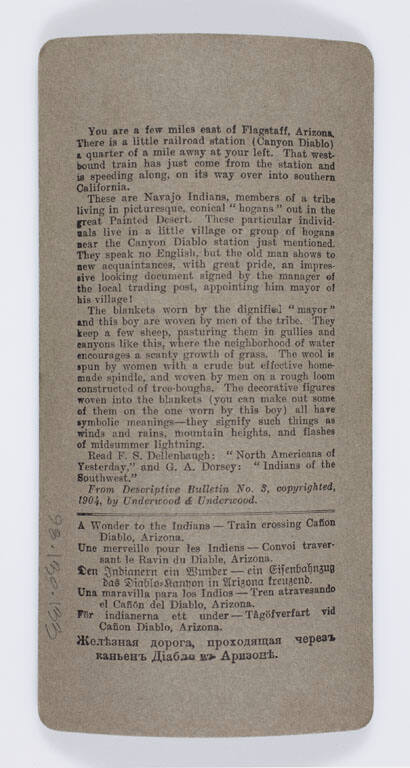 You are a few miles east of Flagstaff, Arizona.
There is a little railroad station (Canyon Diablo)
a quarter of a mile away at your left. That west-
bound train has just come from the station and
is speeding along, on its way over into southern
California.
These are Navajo Indians, members of a tribe
living in picturesque, conical "hogans" out in the
great Painted Desert. These particular individ-
uals live in a little village or group of hogans
near the Canyon Diablo station just mentioned.
They speak no English, but the old man shows to
new acquaintances, with great pride, an impres-
sive looking document signed by the manager of
the local trading post, appointing him mayor of
his village!
The blankets worn by the dignified "mayor"
and this boy are woven by men of the tribe. They
keep a few sheep, pasturing them in gullies and
canyons like this, where the neighborhood of water
encourages a scanty growth of grass. The wool is
spun by women with a crude but effective home-
made spindle, and woven by men on a rough loom
constructed of tree-boughs. The decorative figures
woven into the blankets (you can make out some
of them on the one worn by this boy) all have
symbolic meanings—they signify such things as
winds and rains, mountain heights, and flashes
of midsummer lightning.
Read F. S. Dellenbaugh: "North Americans of
Yesterday," and G. A. Dorsey: "Indians of the
Southwest."
From Descriptive Bulletin No. 3, copyrighted,
1904, by Underwood & Underwood.
A Wonder to the Indians — Train crossing Cañon
Diablo, Arizona.
Une merveille pour les Indiens — Convoi traver-
sant le Ravin du Diable, Arizona.
Den Indianern ein Wunder — ein Eisenbahnzug
das Diablo-Kanyon in Arizona kreuzend.
Una maravilla para los Indios — Tren atravesando
el Cañón del Diablo, Arizona.
För indianerna ett under — Tågöfverfart vid
Cañon Diablo, Arizona.
Желѣзная дорога, проходящая черезъ
каньенъ Діабло въ Аризонѣ.